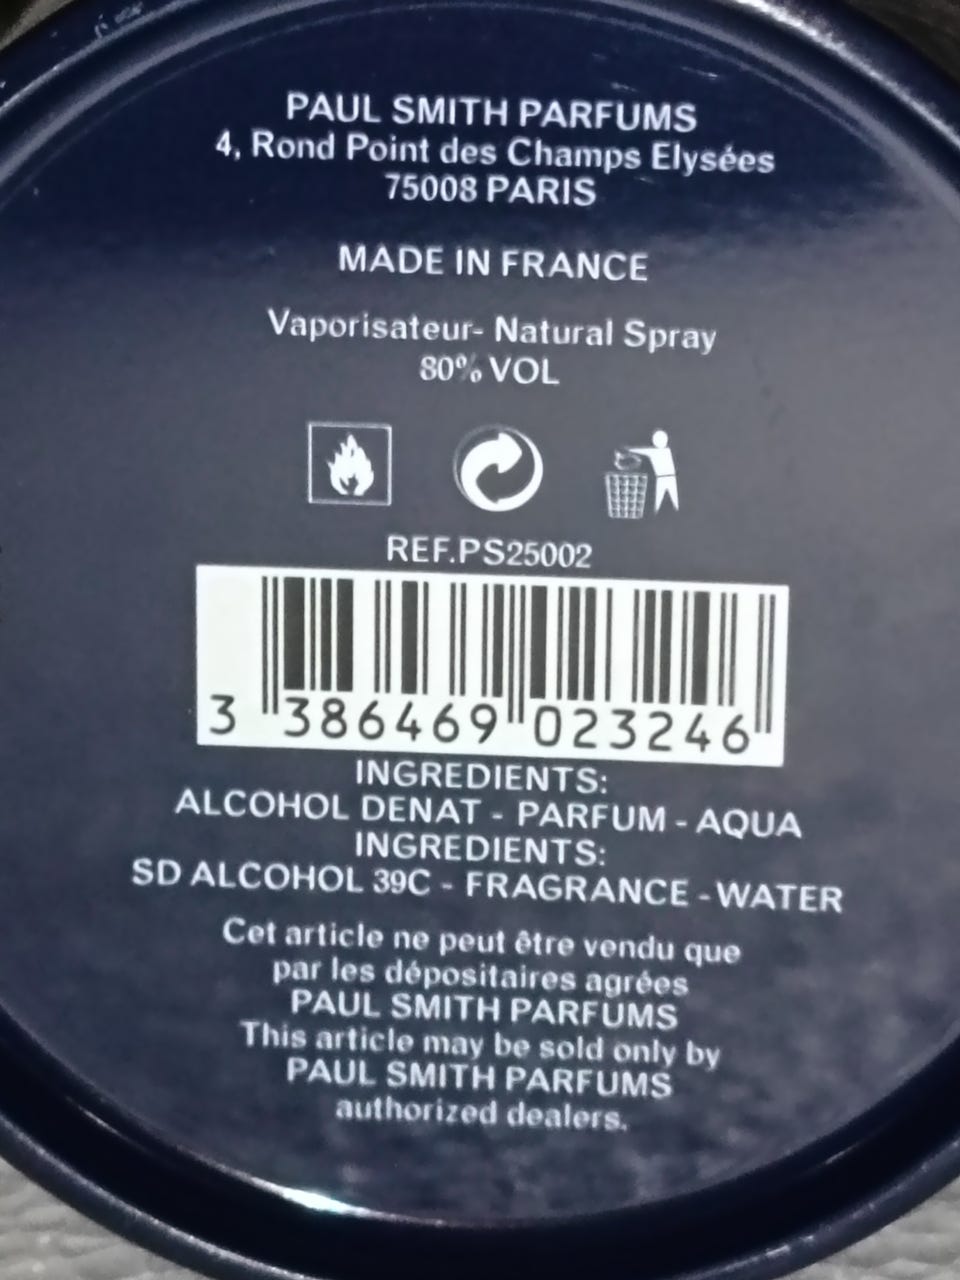 PAUL SMITH PARFUMS
4, Rond Point des Champs Elysées
75008 PARIS
MADE IN FRANCE
Vaporisateur- Natural Spray
80% VOL
REF.PS25002
3 386469 023246
INGREDIENTS:
ALCOHOL DENAT - PARFUM - AQUA
INGREDIENTS:
SD ALCOHOL 39C - FRAGRANCE - WATER
Cet article ne peut être vendu que
par les dépositaires agrées
PAUL SMITH PARFUMS
This article may be sold only by
PAUL SMITH PARFUMS
authorized dealers.